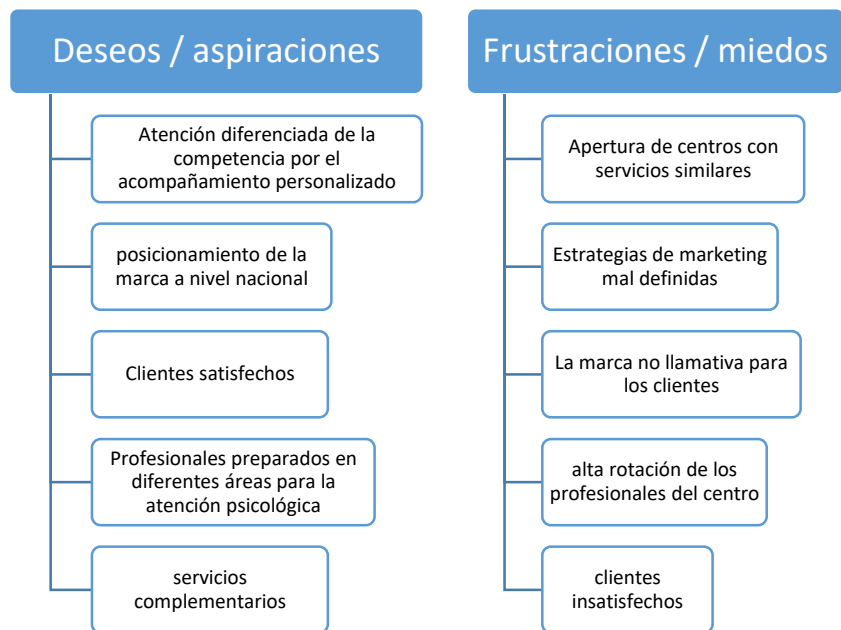 Deseos / aspiraciones
Atención diferenciada de la
competencia por el
acompañamiento personalizado
posicionamiento de la
marca a nivel nacional
Clientes satisfechos
Profesionales preparados en
diferentes áreas para la
atención psicológica
servicios
complementarios
Frustraciones / miedos
Apertura de centros con
servicios similares
Estrategias de marketing
mal definidas
La marca no llamativa para
los clientes
alta rotación de los
profesionales del centro
clientes
insatisfechos